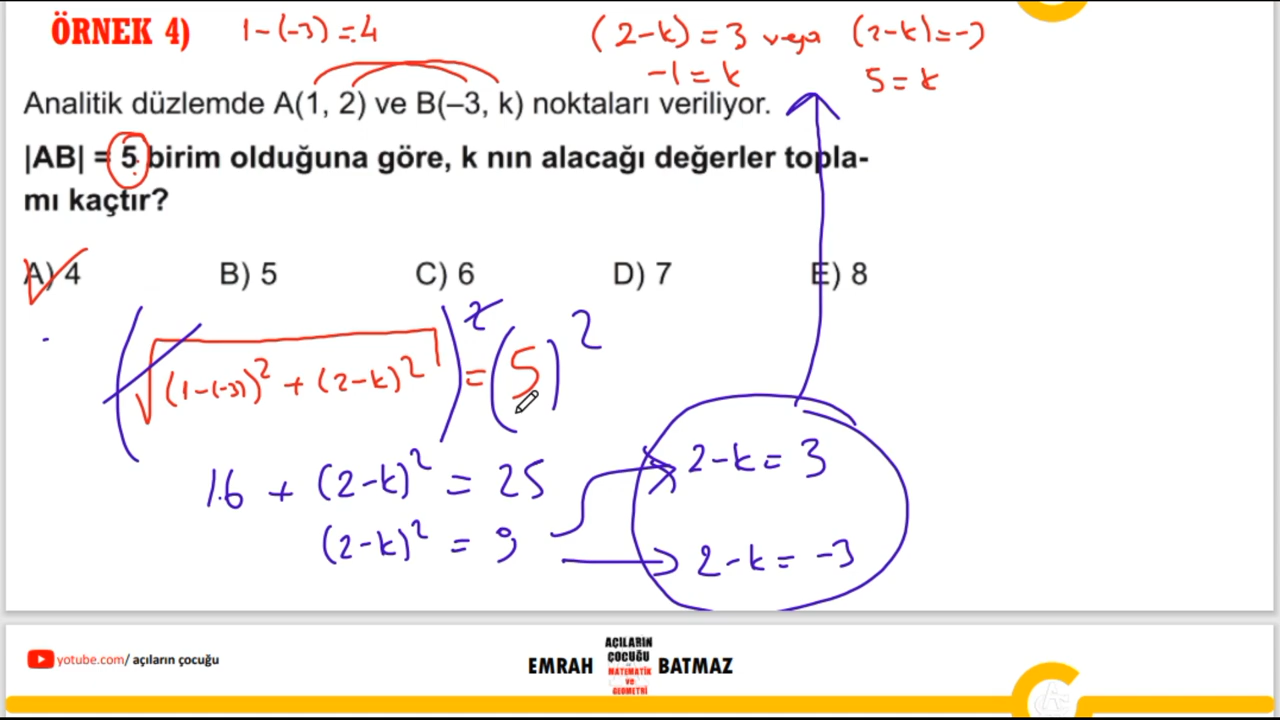 ÖRNEK 4) 1-(-3) = 4 (2-k) = 3 veya (2-k) = -3
-1 = k 5 = k
Analitik düzlemde A(1, 2) ve B(–3, k) noktaları veriliyor.
|AB| = 5 birim olduğuna göre, k nın alacağı değerler topla-
mı kaçtır?
A) 4 B) 5 C) 6 D) 7 E) 8
(√(1-(-3))² + (2-k)²)² = (5)²
16 + (2-k)² = 25
2-k = 3
(2-k)² = 9
2-k = -3
yotube.com/ açıların çocuğu
EMRAH AÇILARIN ÇOCUĞU MATEMATİK ve GEOMETRİ BATMAZ